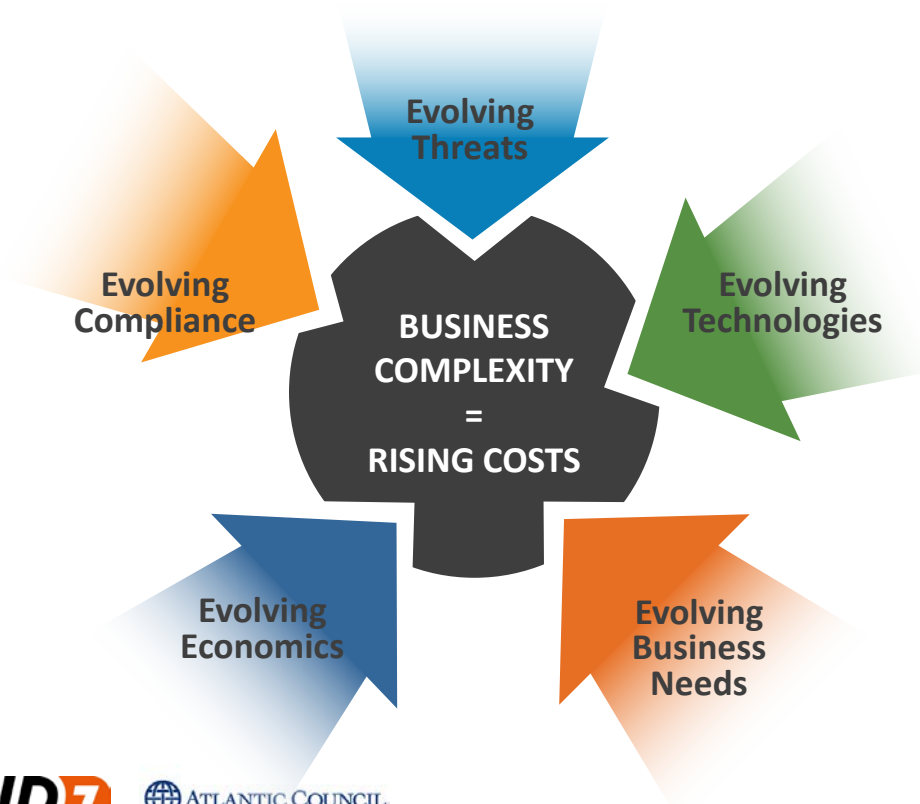 Evolving
Threats
Evolving
Compliance
Evolving
Technologies
BUSINESS
COMPLEXITY
=
RISING COSTS
Evolving
Economics
Evolving
Business
Needs
ATLANTIC COUNCIL